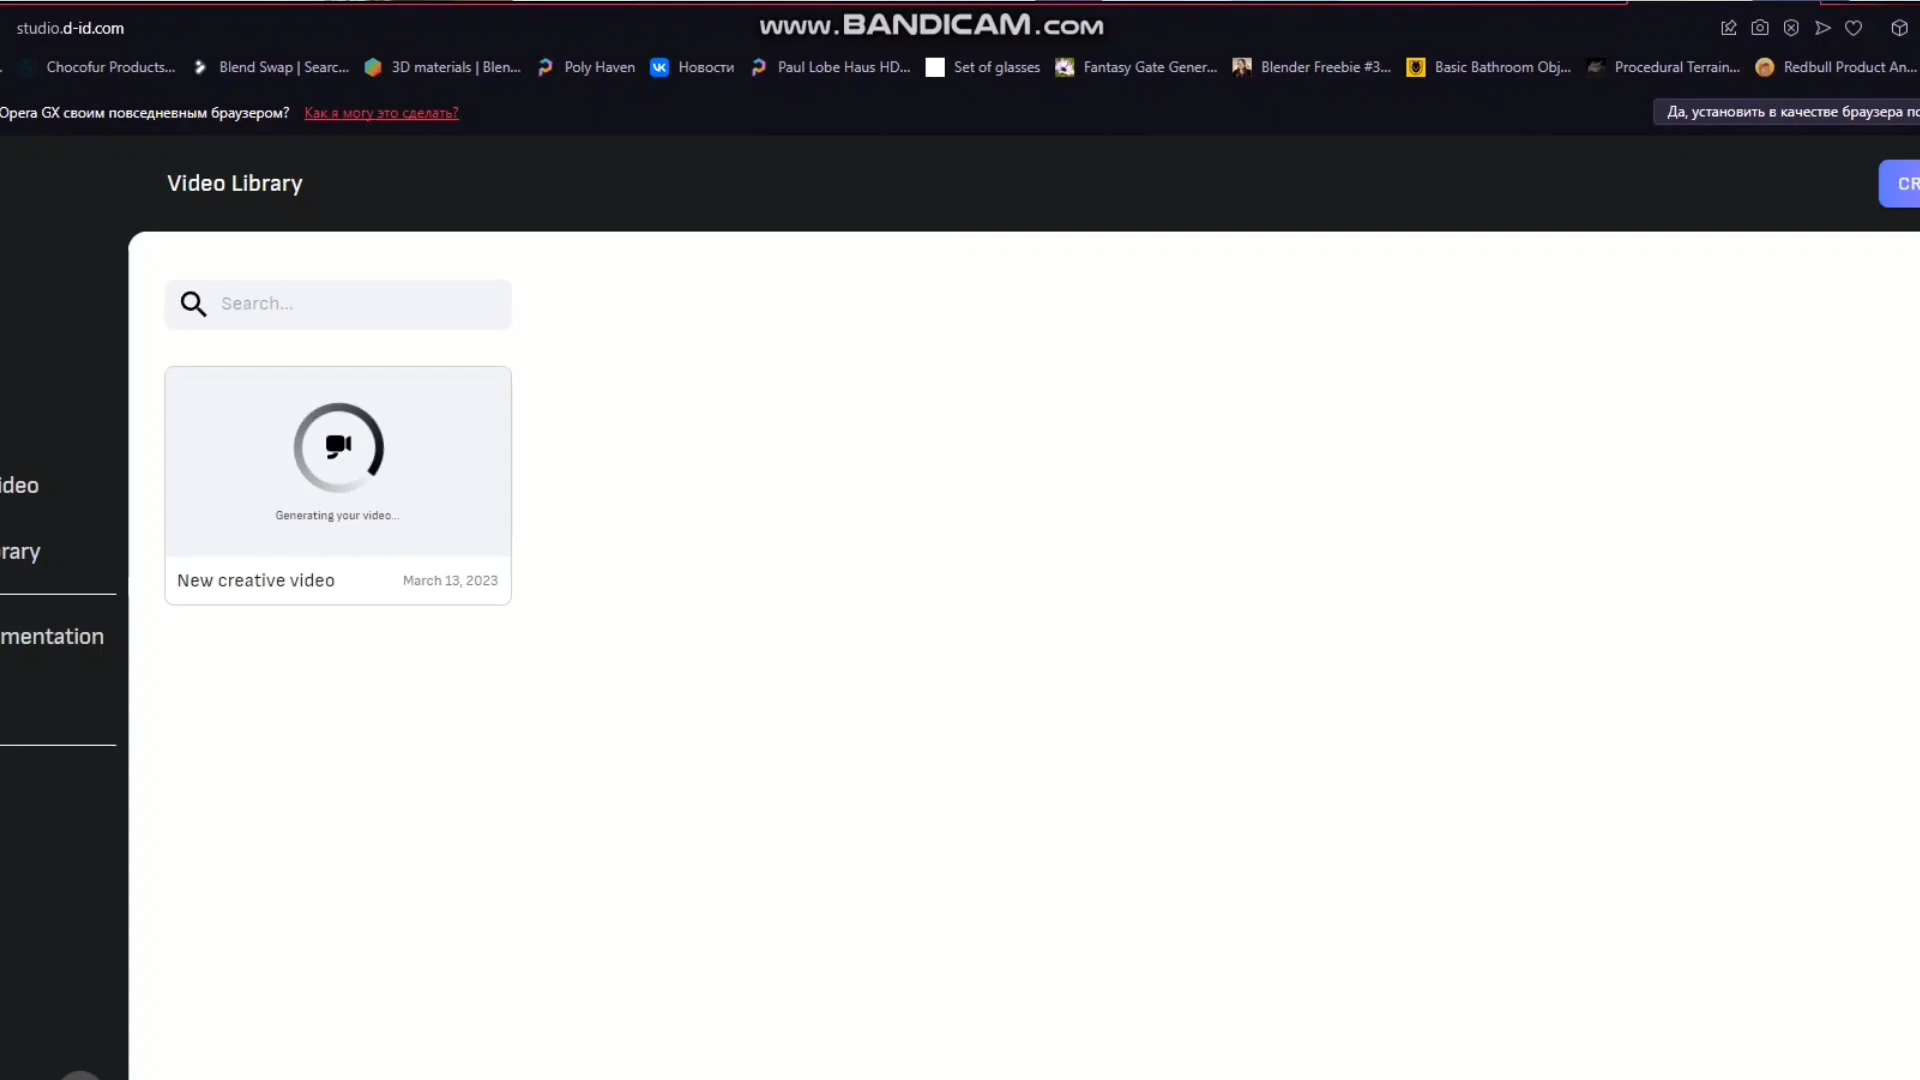 studio.d-id.com
www.BANDICAM.com
Chocofur Products... Blend Swap | Searc... 3D materials | Blen... Poly Haven Новости Paul Lobe Haus HD... Set of glasses Fantasy Gate Gener... Blender Freebie #3... Basic Bathroom Obj... Procedural Terrain... Redbull Product An...
Opera GX своим повседневным браузером? Как я могу это сделать? Да, установить в качестве браузера по
Video Library
CR
Search...
ideo
Generating your video...
rary
New creative video March 13, 2023
mentation